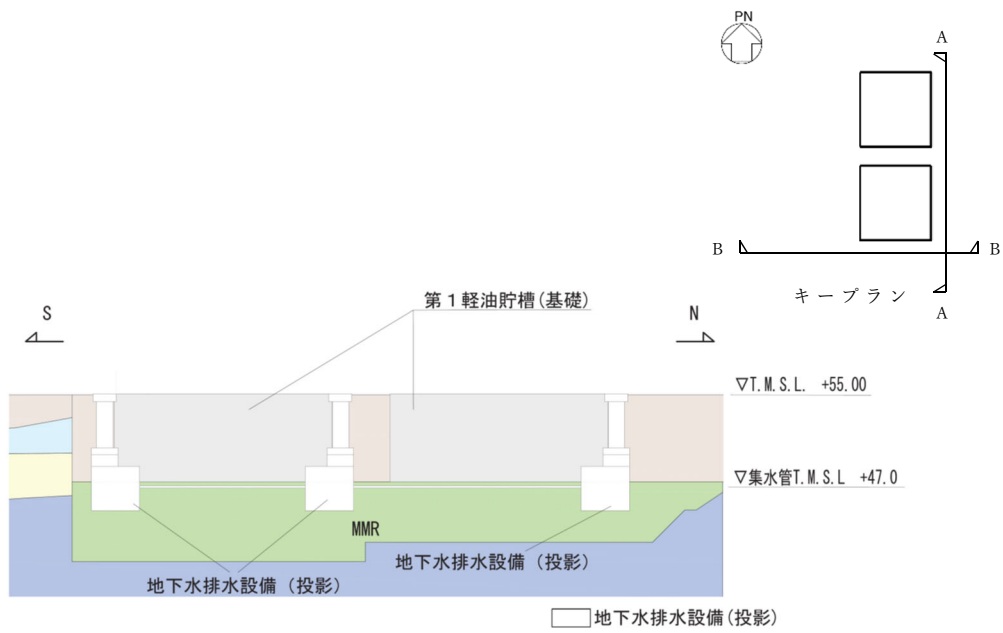 PN
A
B
B
キープラン
A
第1軽油貯槽(基礎)
S
N
▽T.M.S.L. +55.00
▽集水管T.M.S.L +47.0
MMR
地下水排水設備(投影)
地下水排水設備(投影)
地下水排水設備(投影)